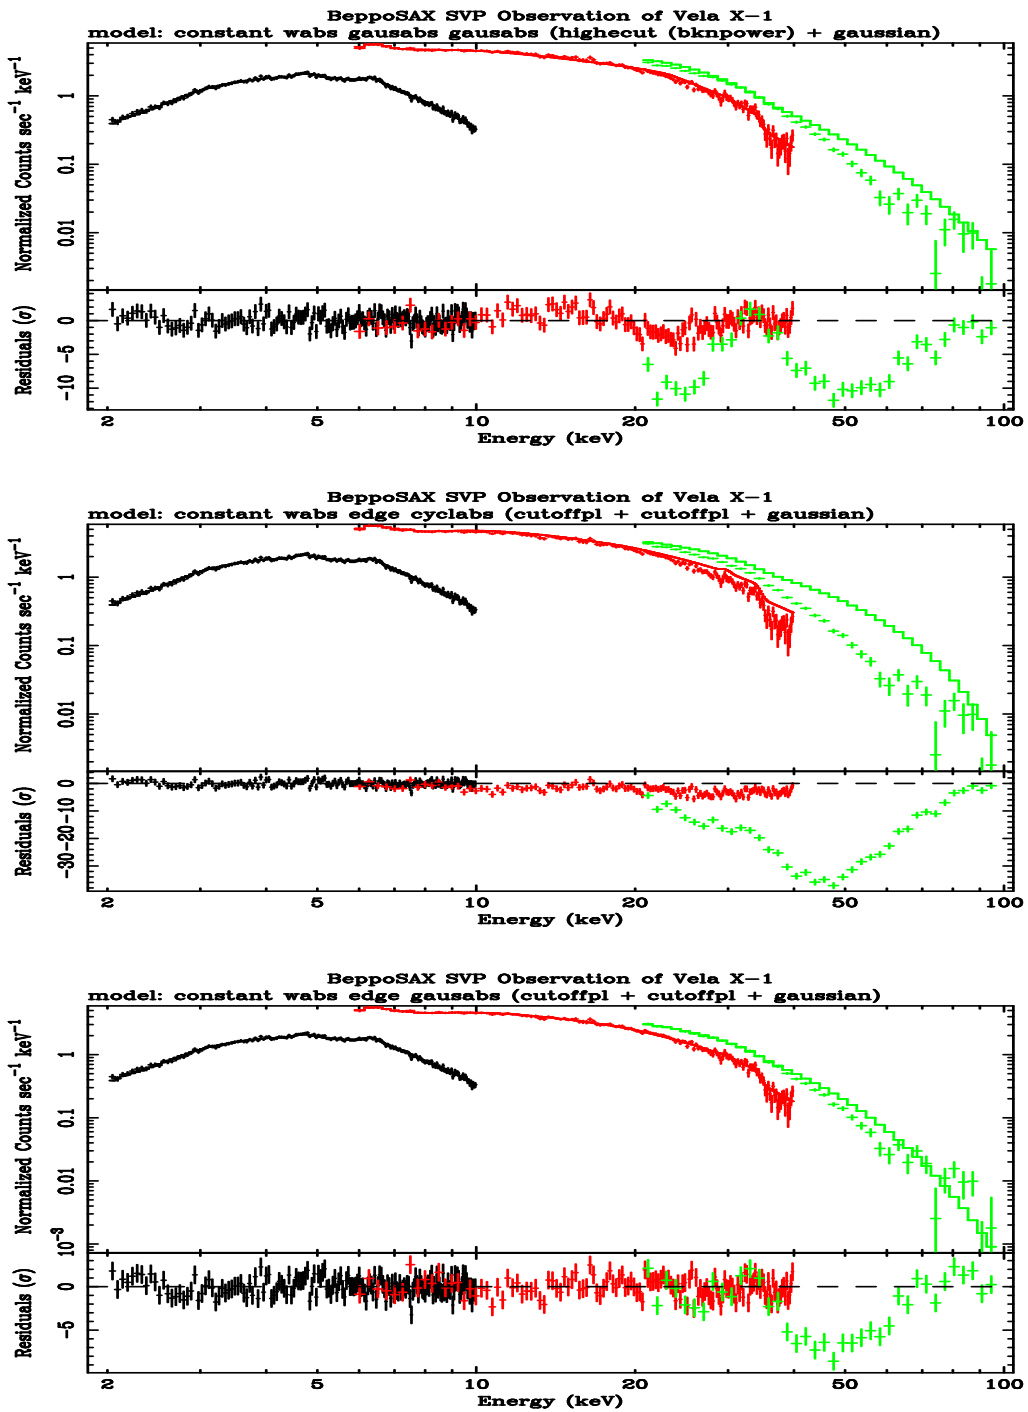 BeppoSAX SVP Observation of Vela X−1
model: constant wabs gausabs gausabs (highecut (bknpower) + gaussian)
Normalized Counts sec⁻¹ keV⁻¹
1
0.1
0.01
Residuals (σ)
0
−5
−10
2 5 10 20 50 100
Energy (keV)
BeppoSAX SVP Observation of Vela X−1
model: constant wabs edge cyclabs (cutoffpl + cutoffpl + gaussian)
Normalized Counts sec⁻¹ keV⁻¹
1
0.1
0.01
Residuals (σ)
0
−10
−20
−30
2 5 10 20 50 100
Energy (keV)
BeppoSAX SVP Observation of Vela X−1
model: constant wabs edge gausabs (cutoffpl + cutoffpl + gaussian)
Normalized Counts sec⁻¹ keV⁻¹
1
0.1
0.01
10⁻³
Residuals (σ)
0
−5
2 5 10 20 50 100
Energy (keV)